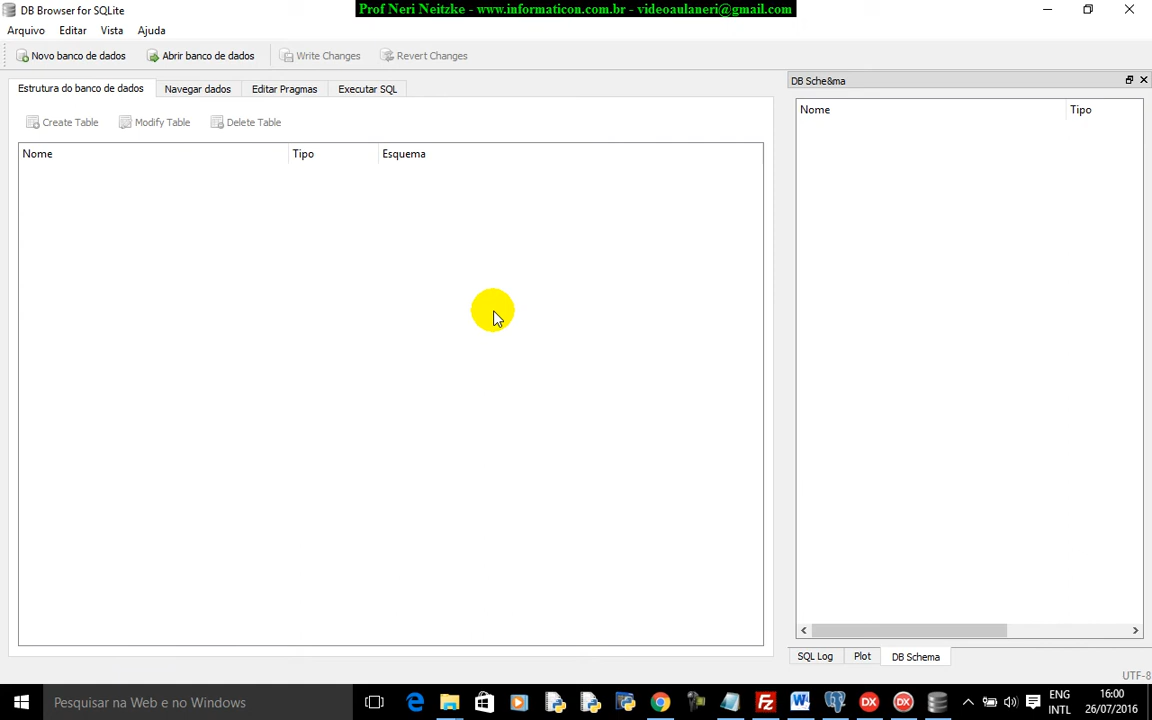 DB Browser for SQLite
Prof Neri Neitzke - www.informaticon.com.br - videoaulaneri@gmail.com
Arquivo Editar Vista Ajuda
Novo banco de dados Abrir banco de dados Write Changes Revert Changes
Estrutura do banco de dados Navegar dados Editar Pragmas Executar SQL
DB Sche&ma
Create Table Modify Table Delete Table
Nome Tipo Esquema
Nome Tipo
SQL Log Plot DB Schema
UTF-8
Pesquisar na Web e no Windows
ENG
INTL
16:00
26/07/2016